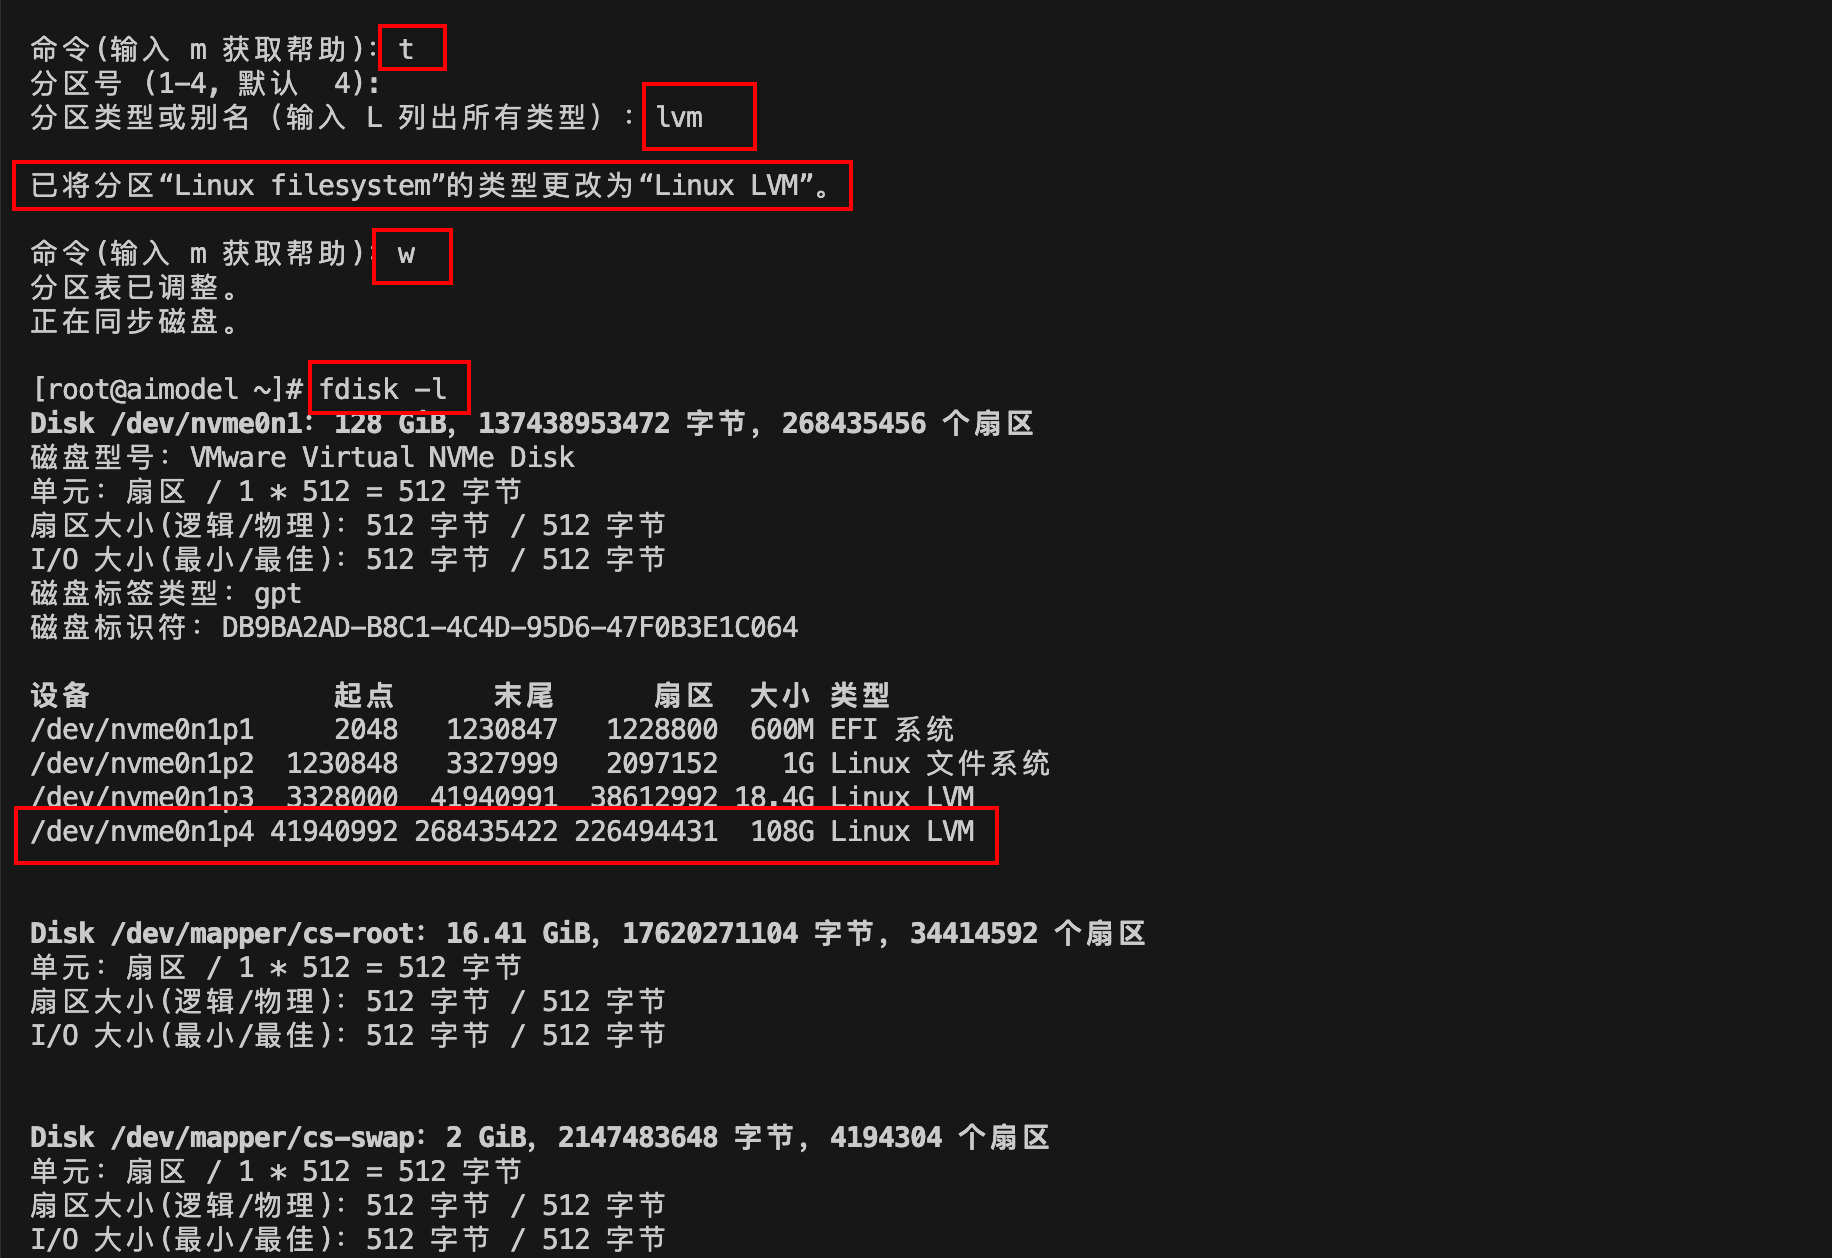 命令(输入 m 获取帮助): t
分区号 (1-4, 默认  4):
分区类型或别名 (输入 L 列出所有类型) : lvm
已将分区“Linux filesystem”的类型更改为“Linux LVM”。
命令(输入 m 获取帮助): w
分区表已调整。
正在同步磁盘。
[root@aimodel ~]# fdisk -l
Disk /dev/nvme0n1: 128 GiB, 137438953472 字节, 268435456 个扇区
磁盘型号: VMware Virtual NVMe Disk
单元: 扇区 / 1 * 512 = 512 字节
扇区大小(逻辑/物理): 512 字节 / 512 字节
I/O 大小(最小/最佳): 512 字节 / 512 字节
磁盘标签类型: gpt
磁盘标识符: DB9BA2AD-B8C1-4C4D-95D6-47F0B3E1C064
设备 起点 末尾 扇区 大小 类型
/dev/nvme0n1p1 2048 1230847 1228800 600M EFI 系统
/dev/nvme0n1p2 1230848 3327999 2097152 1G Linux 文件系统
/dev/nvme0n1p3 3328000 41940991 38612992 18.4G Linux LVM
/dev/nvme0n1p4 41940992 268435422 226494431 108G Linux LVM
Disk /dev/mapper/cs-root: 16.41 GiB, 17620271104 字节, 34414592 个扇区
单元: 扇区 / 1 * 512 = 512 字节
扇区大小(逻辑/物理): 512 字节 / 512 字节
I/O 大小(最小/最佳): 512 字节 / 512 字节
Disk /dev/mapper/cs-swap: 2 GiB, 2147483648 字节, 4194304 个扇区
单元: 扇区 / 1 * 512 = 512 字节
扇区大小(逻辑/物理): 512 字节 / 512 字节
I/O 大小(最小/最佳): 512 字节 / 512 字节